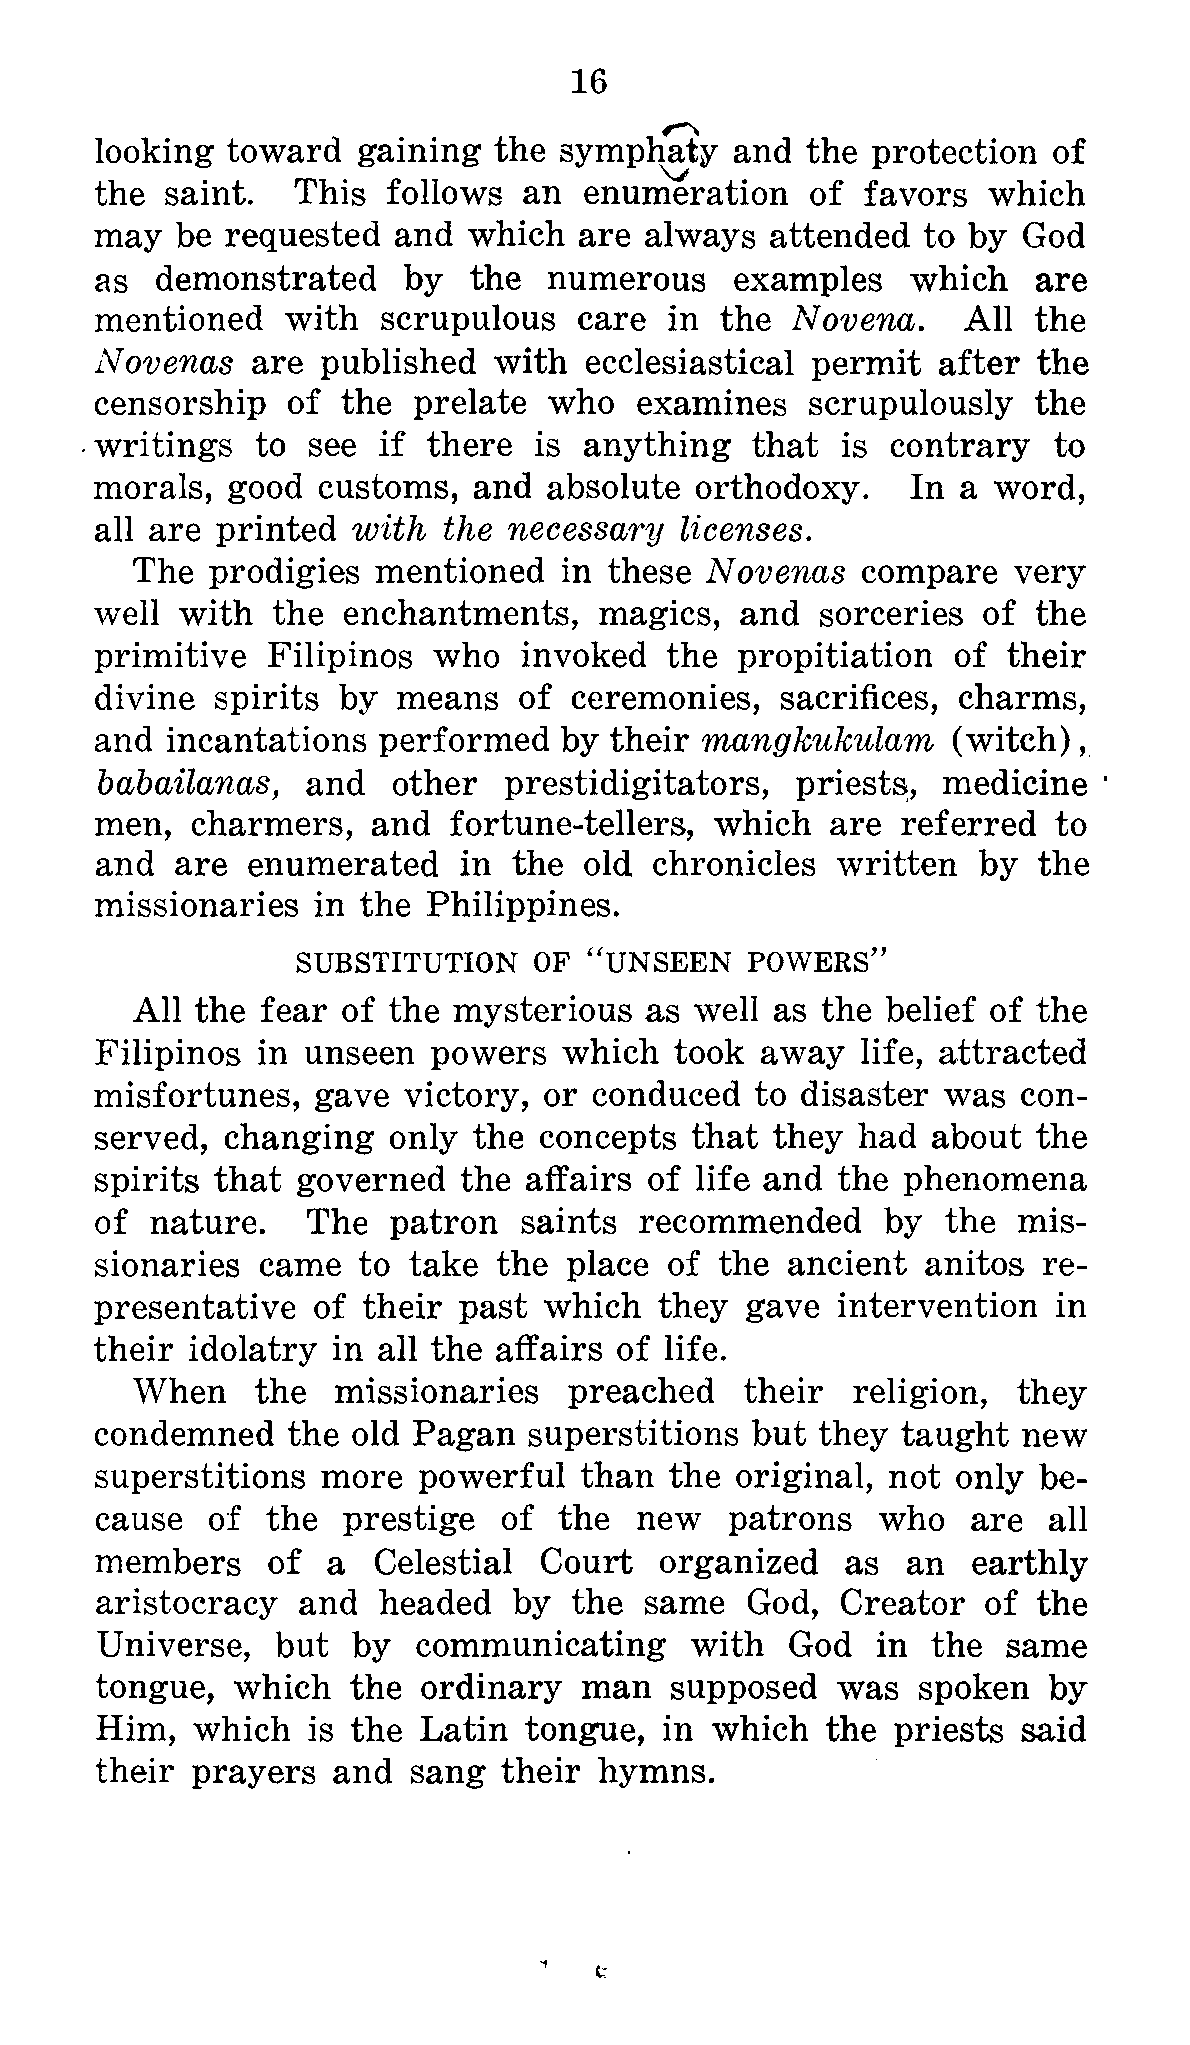 16
looking toward gaining the symphaty and the protection of
the saint. This follows an enumeration of favors which
may be requested and which are always attended to by God
as demonstrated by the numerous examples which are
mentioned with scrupulous care in the Novena. All the
Novenas are published with ecclesiastical permit after the
censorship of the prelate who examines scrupulously the
writings to see if there is anything that is contrary to
morals, good customs, and absolute orthodoxy. In a word,
all are printed with the necessary licenses.
The prodigies mentioned in these Novenas compare very
well with the enchantments, magics, and sorceries of the
primitive Filipinos who invoked the propitiation of their
divine spirits by means of ceremonies, sacrifices, charms,
and incantations performed by their mangkukulam (witch),
babailanas, and other prestidigitators, priests, medicine
men, charmers, and fortune-tellers, which are referred to
and are enumerated in the old chronicles written by the
missionaries in the Philippines.
SUBSTITUTION OF "UNSEEN POWERS"
All the fear of the mysterious as well as the belief of the
Filipinos in unseen powers which took away life, attracted
misfortunes, gave victory, or conduced to disaster was con-
served, changing only the concepts that they had about the
spirits that governed the affairs of life and the phenomena
of nature. The patron saints recommended by the mis-
sionaries came to take the place of the ancient anitos re-
presentative of their past which they gave intervention in
their idolatry in all the affairs of life.
When the missionaries preached their religion, they
condemned the old Pagan superstitions but they taught new
superstitions more powerful than the original, not only be-
cause of the prestige of the new patrons who are all
members of a Celestial Court organized as an earthly
aristocracy and headed by the same God, Creator of the
Universe, but by communicating with God in the same
tongue, which the ordinary man supposed was spoken by
Him, which is the Latin tongue, in which the priests said
their prayers and sang their hymns.